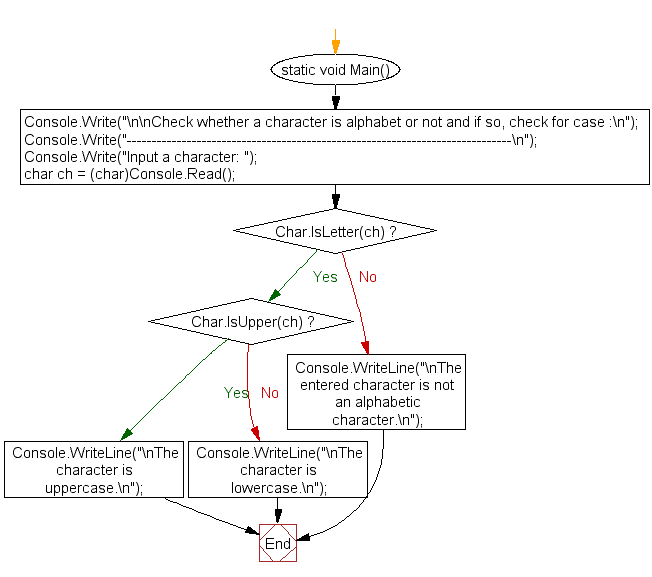 static void Main()
Console.Write("\n\nCheck whether a character is alphabet or not and if so, check for case :\n");
Console.Write("-----------------------------------------------------------------------------\n");
Console.Write("Input a character: ");
char ch = (char)Console.Read();
Char.IsLetter(ch) ?
Yes
No
Char.IsUpper(ch) ?
Console.WriteLine("\nThe
entered character is not
an alphabetic
character.\n");
Yes
No
Console.WriteLine("\nThe
character is
uppercase.\n");
Console.WriteLine("\nThe
character is
lowercase.\n");
End